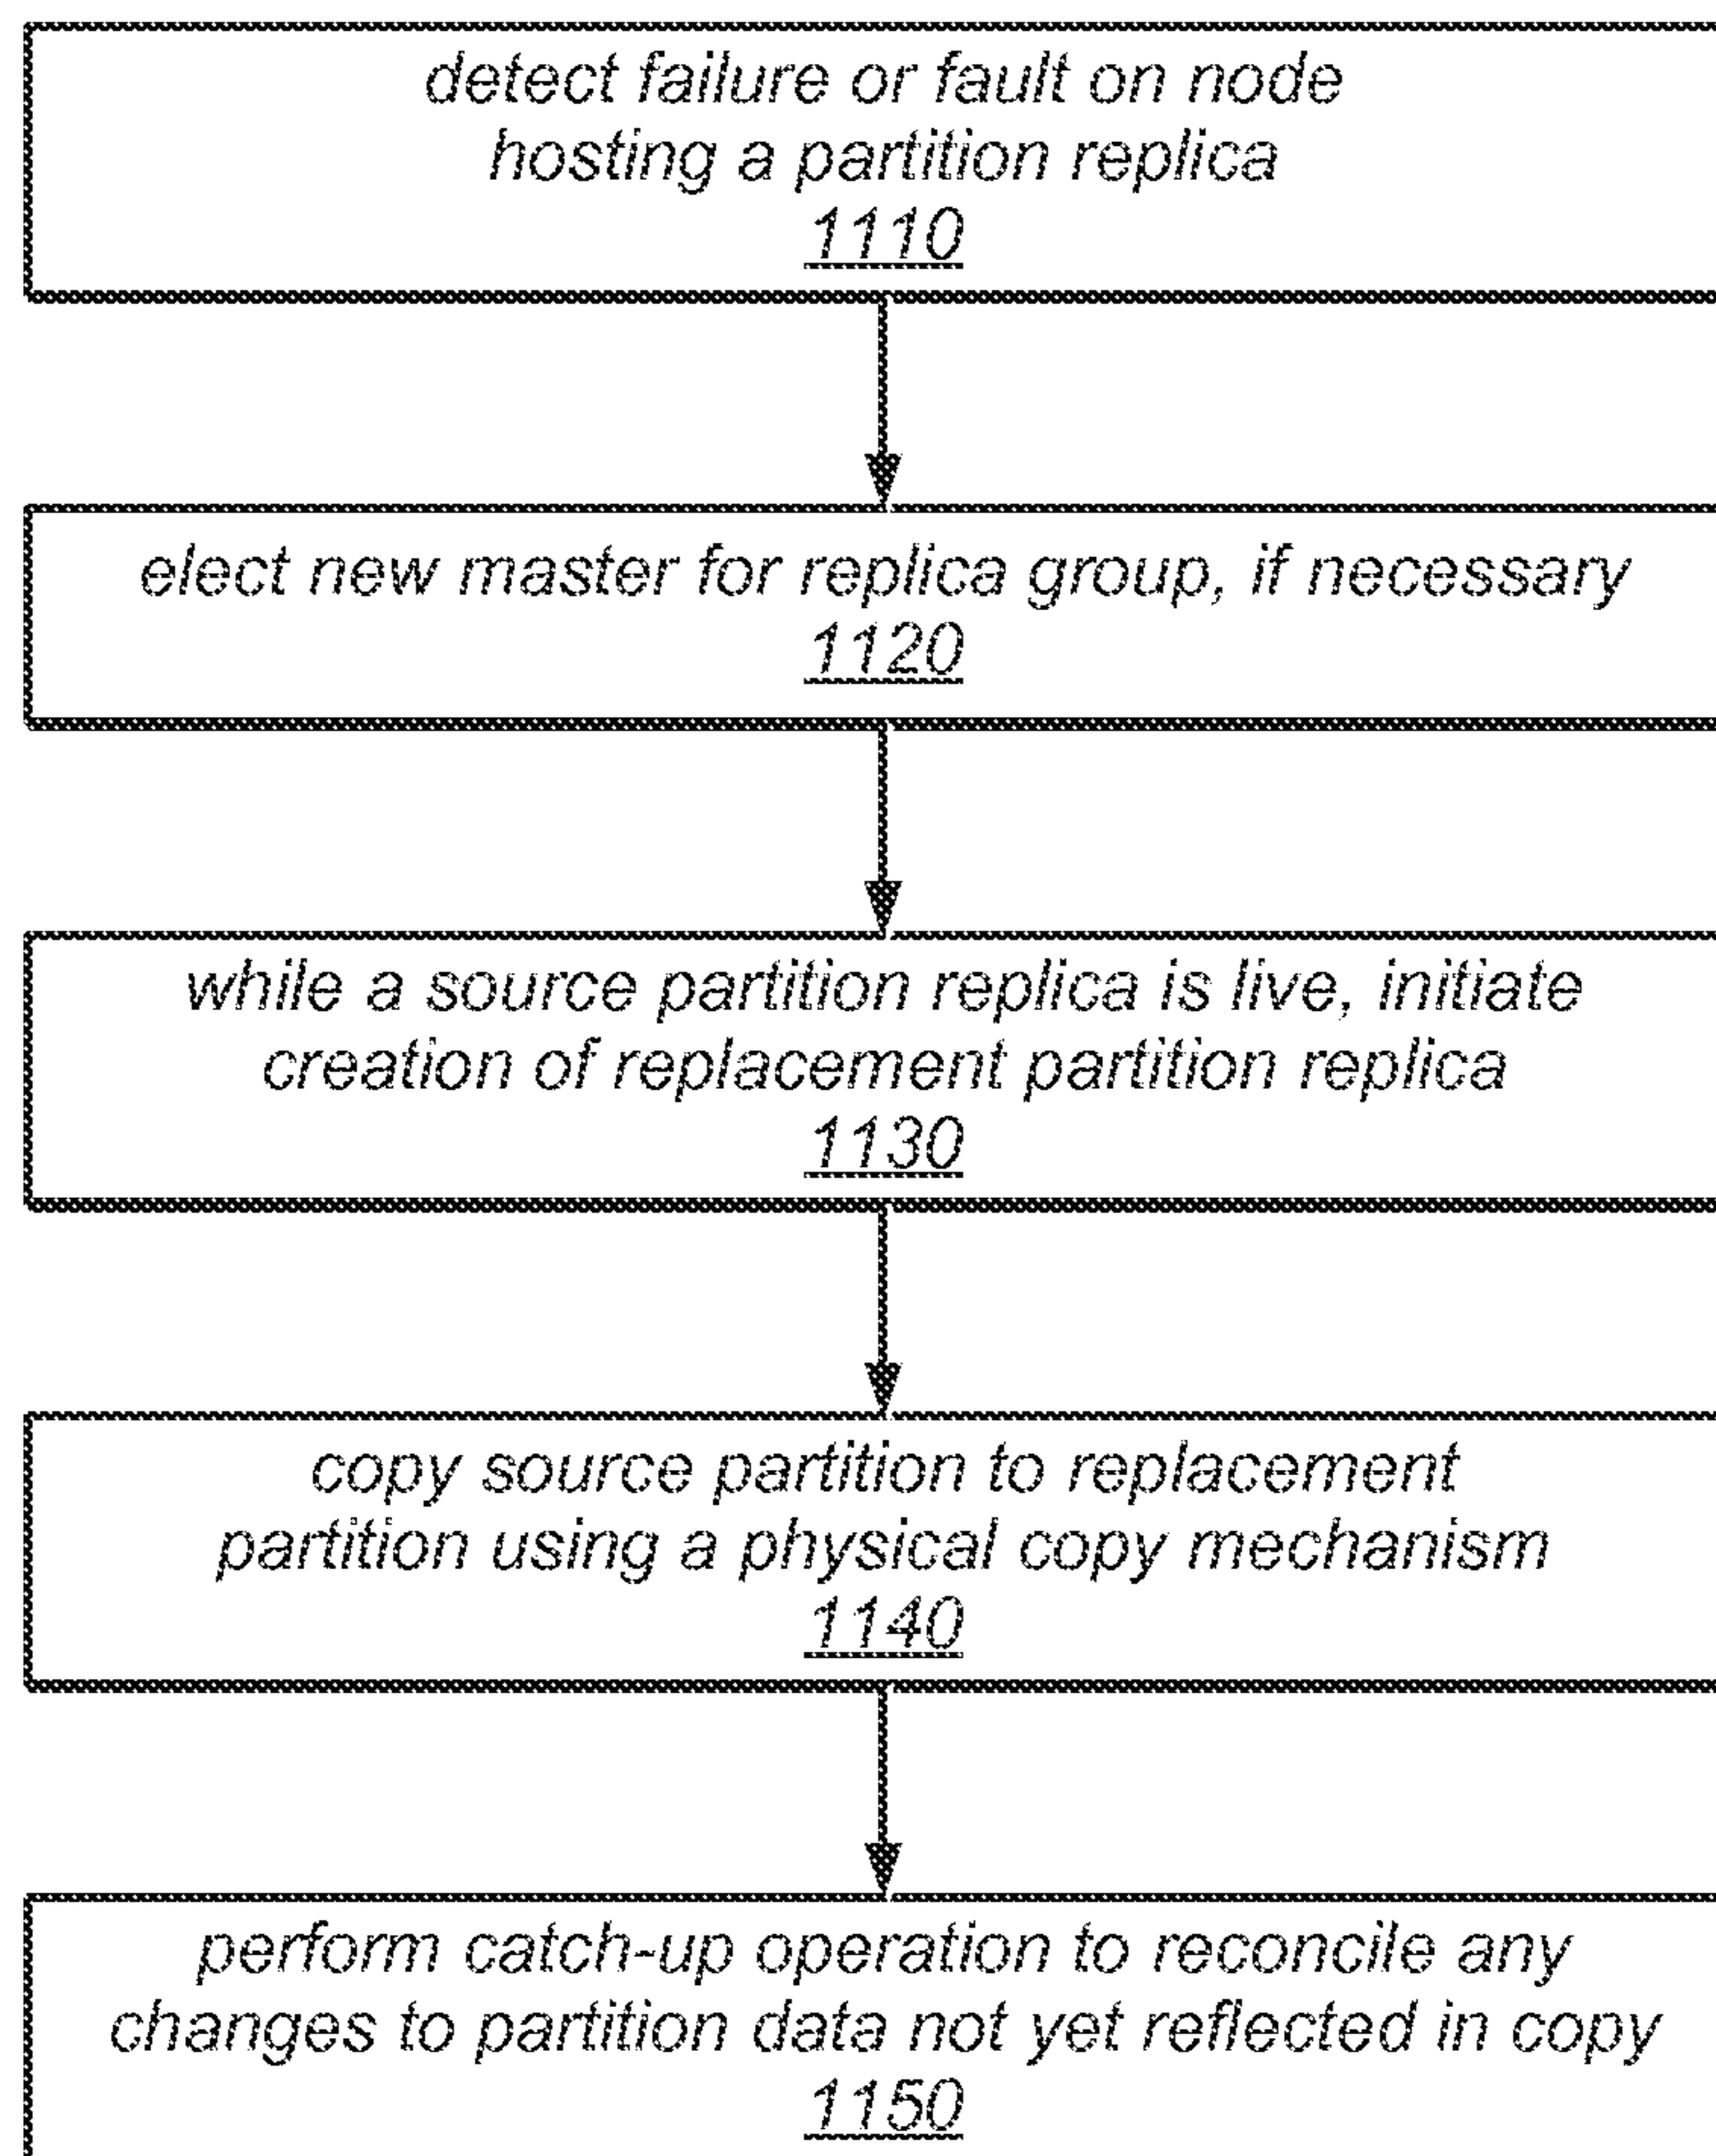 detect failure or fault on node
hosting a partition replica
1110
elect new master for replica group, if necessary
1120
while a source partition replica is live, initiate
creation of replacement partition replica
1130
copy source partition to replacement
partition using a physical copy mechanism
1140
perform catch-up operation to reconcile any
changes to partition data not yet reflected in copy
1150